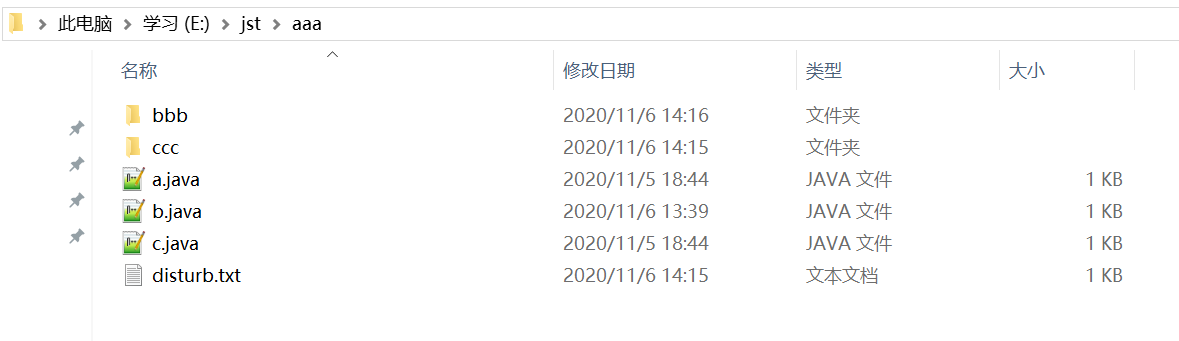 此电脑 学习 (E:) jst aaa
名称 修改日期 类型 大小
bbb 2020/11/6 14:16 文件夹
ccc 2020/11/6 14:15 文件夹
a.java 2020/11/5 18:44 JAVA 文件 1 KB
b.java 2020/11/6 13:39 JAVA 文件 1 KB
c.java 2020/11/5 18:44 JAVA 文件 1 KB
disturb.txt 2020/11/6 14:15 文本文档 1 KB